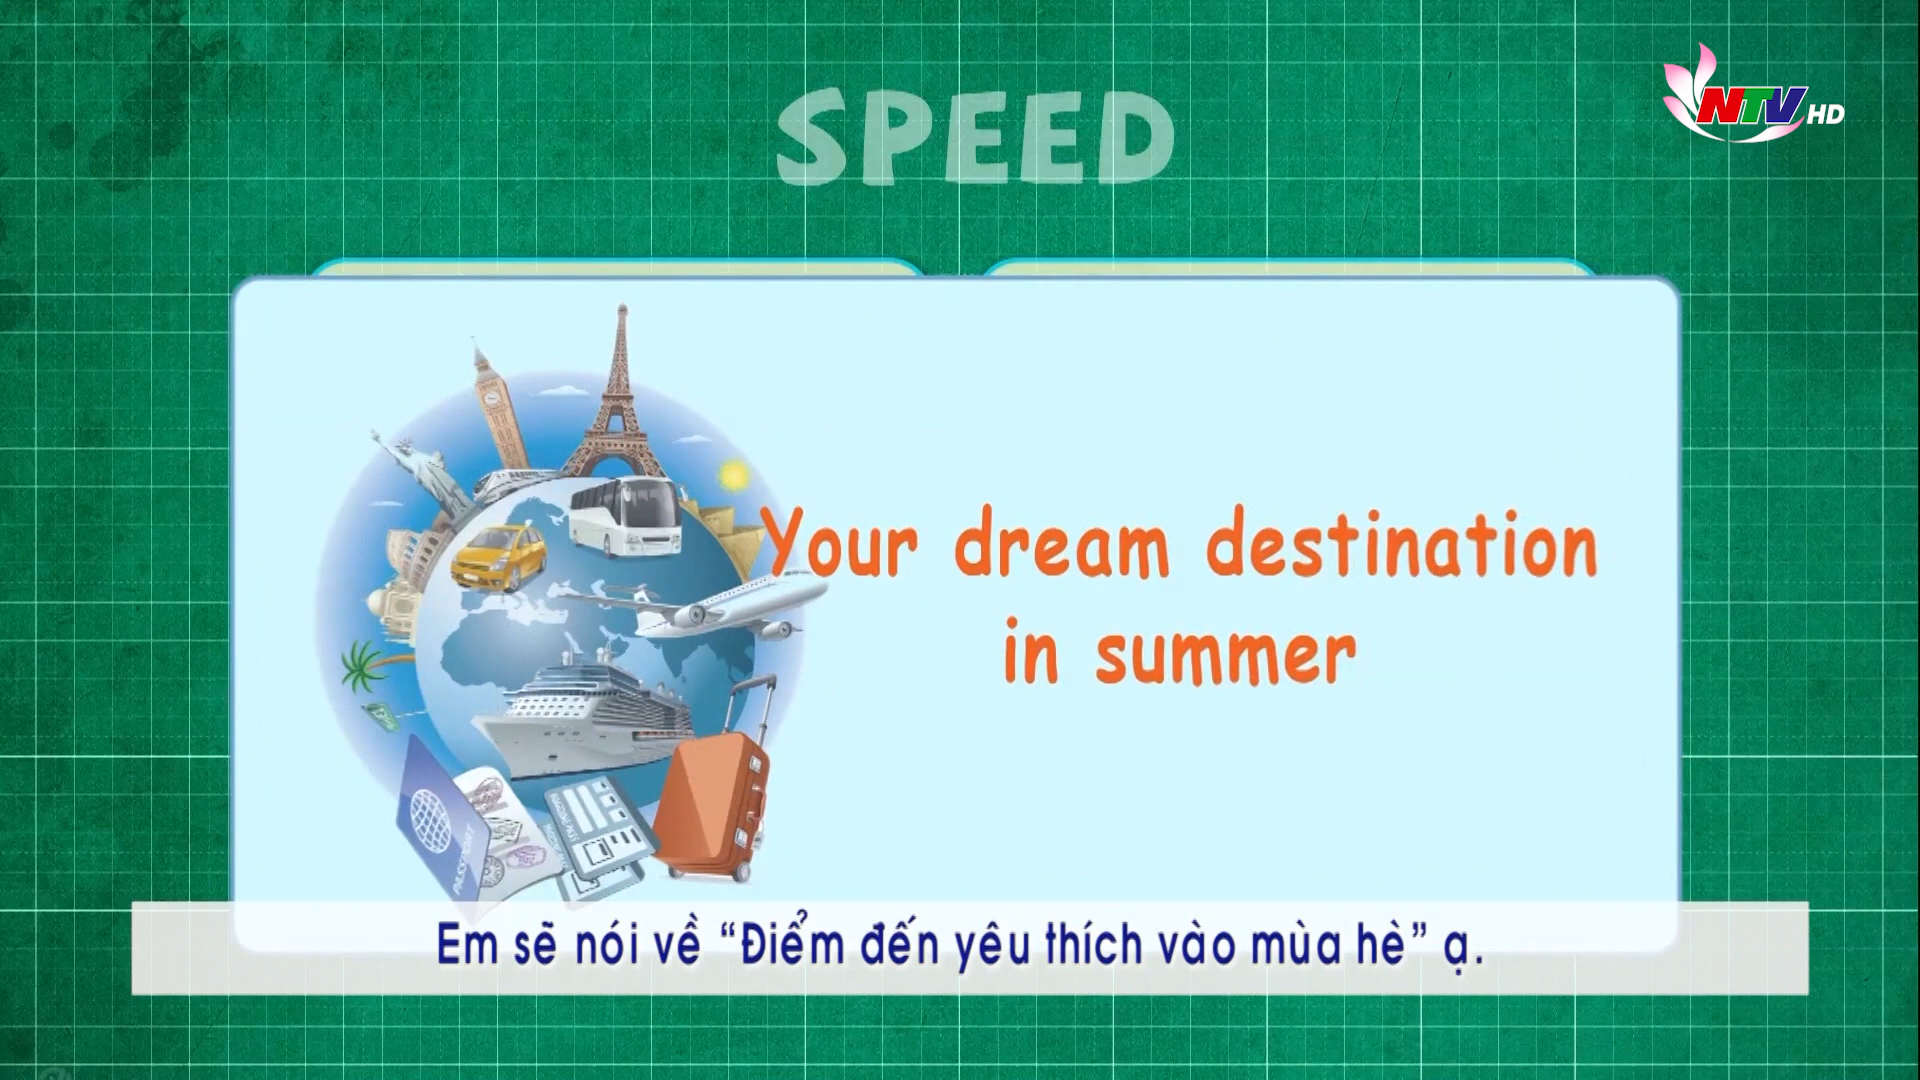 SPEED
NTV HD
Your dream destination
in summer
PASSPORT
Em sẽ nói về “Điểm đến yêu thích vào mùa hè” ạ.